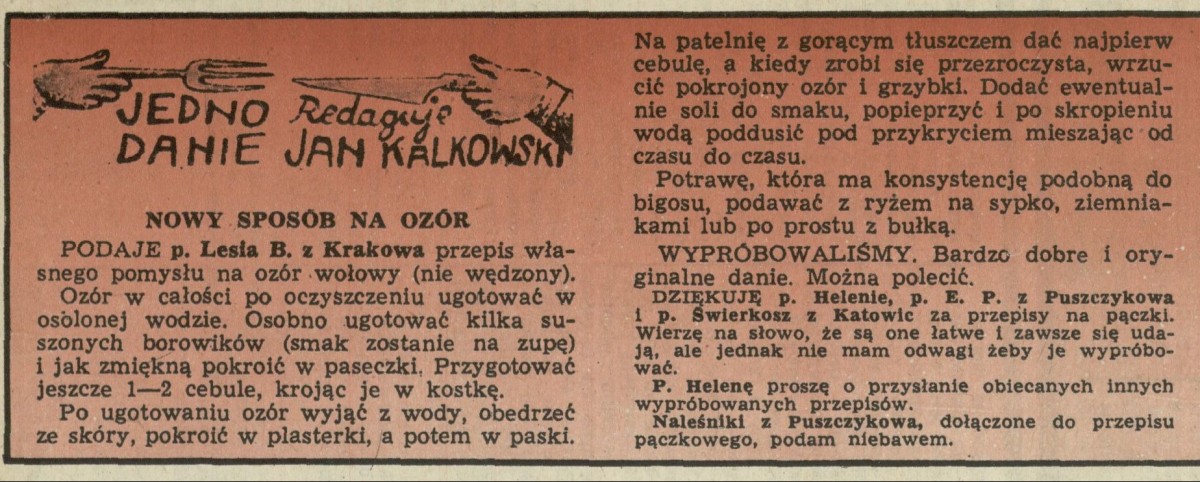 JEDNO
DANIE
Redaguje
JAN KALKOWSKI
NOWY SPOSÓB NA OZÓR
PODAJE p. Lesia B. z Krakowa przepis wła-
snego pomysłu na ozór wołowy (nie wędzony).
Ozór w całości po oczyszczeniu ugotować w
osolonej wodzie. Osobno ugotować kilka su-
szonych borowików (smak zostanie na zupę)
i jak zmiękną pokroić w paseczki. Przygotować
jeszcze 1—2 cebule, krojąc je w kostkę.
Po ugotowaniu ozór wyjąć z wody, obedrzeć
ze skóry, pokroić w plasterki, a potem w paski.
Na patelnię z gorącym tłuszczem dać najpierw
cebulę, a kiedy zrobi się przezroczysta, wrzu-
cić pokrojony ozór i grzybki. Dodać ewentual-
nie soli do smaku, popieprzyć i po skropieniu
wodą poddusić pod przykryciem mieszając od
czasu do czasu.
Potrawę, która ma konsystencję podobną do
bigosu, podawać z ryżem na sypko, ziemnia-
kami lub po prostu z bułką.
WYPRÓBOWALIŚMY. Bardzo dobre i ory-
ginalne danie. Można polecić.
DZIĘKUJĘ p. Helenie, p. E. P. z Puszczykowa
i p. Świerkosz z Katowic za przepisy na pączki.
Wierzę na słowo, że są one łatwe i zawsze się uda-
ją, ale jednak nie mam odwagi żeby je wypróbo-
wać.
P. Helenę proszę o przysłanie obiecanych innych
wypróbowanych przepisów.
Naleśniki z Puszczykowa, dołączone do przepisu
pączkowego, podam niebawem.